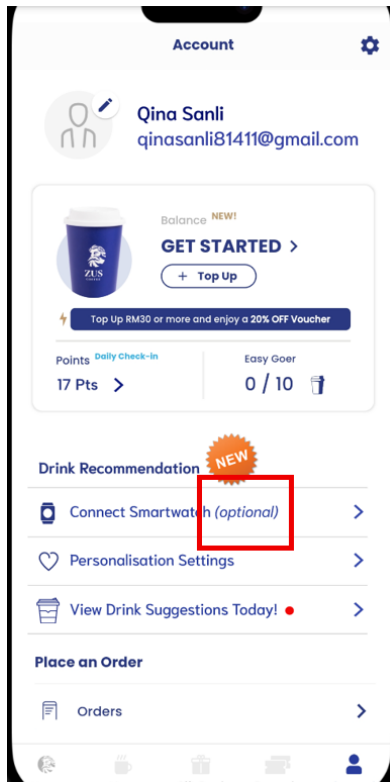 Account
Qina Sanli
qinasanli81411@gmail.com
Balance NEW!
GET STARTED >
+ Top Up
ZUS
COFFEE
Top Up RM30 or more and enjoy a 20% OFF Voucher
Points Daily Check-in
Easy Goer
17 Pts >
0 / 10
Drink Recommendation NEW
Connect Smartwatch (optional) >
Personalisation Settings >
View Drink Suggestions Today! >
Place an Order
Orders >